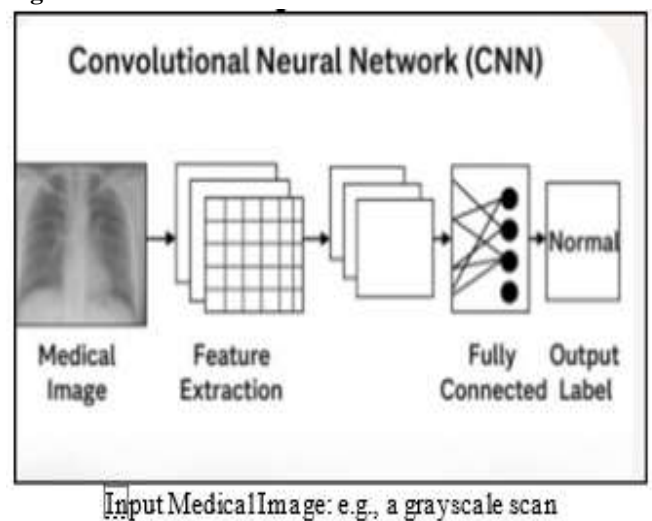 Convolutional Neural Network (CNN)
Normal
Medical
Image
Feature
Extraction
Fully
Connected
Output
Label
Input Medical Image: e.g., a grayscale scan